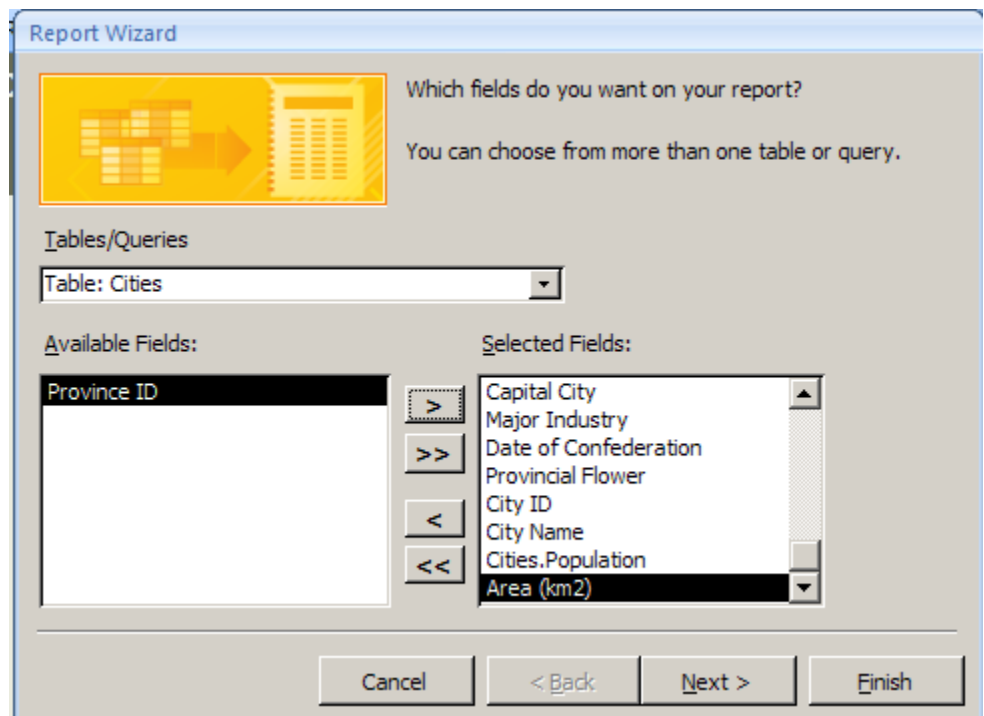 Report Wizard
Which fields do you want on your report?
You can choose from more than one table or query.
Tables/Queries
Table: Cities
Available Fields:
Selected Fields:
Province ID
>
>>
<
<<
Capital City
Major Industry
Date of Confederation
Provincial Flower
City ID
City Name
Cities.Population
Area (km2)
Cancel
< Back
Next >
Finish